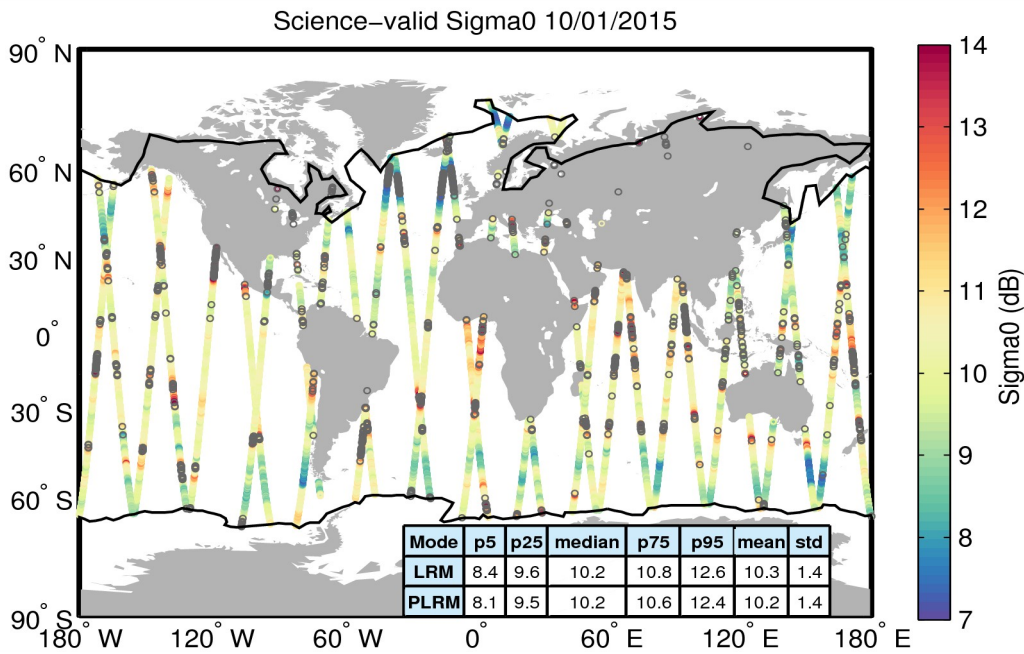 Science−valid Sigma0 10/01/2015
90° N
60° N
30° N
0°
30° S
60° S
90° S
180° W
120° W
60° W
0°
60° E
120° E
180° E
14
13
12
11
10
9
8
7
Sigma0 (dB)
Mode p5 p25 median p75 p95 mean std
LRM 8.4 9.6 10.2 10.8 12.6 10.3 1.4
PLRM 8.1 9.5 10.2 10.6 12.4 10.2 1.4